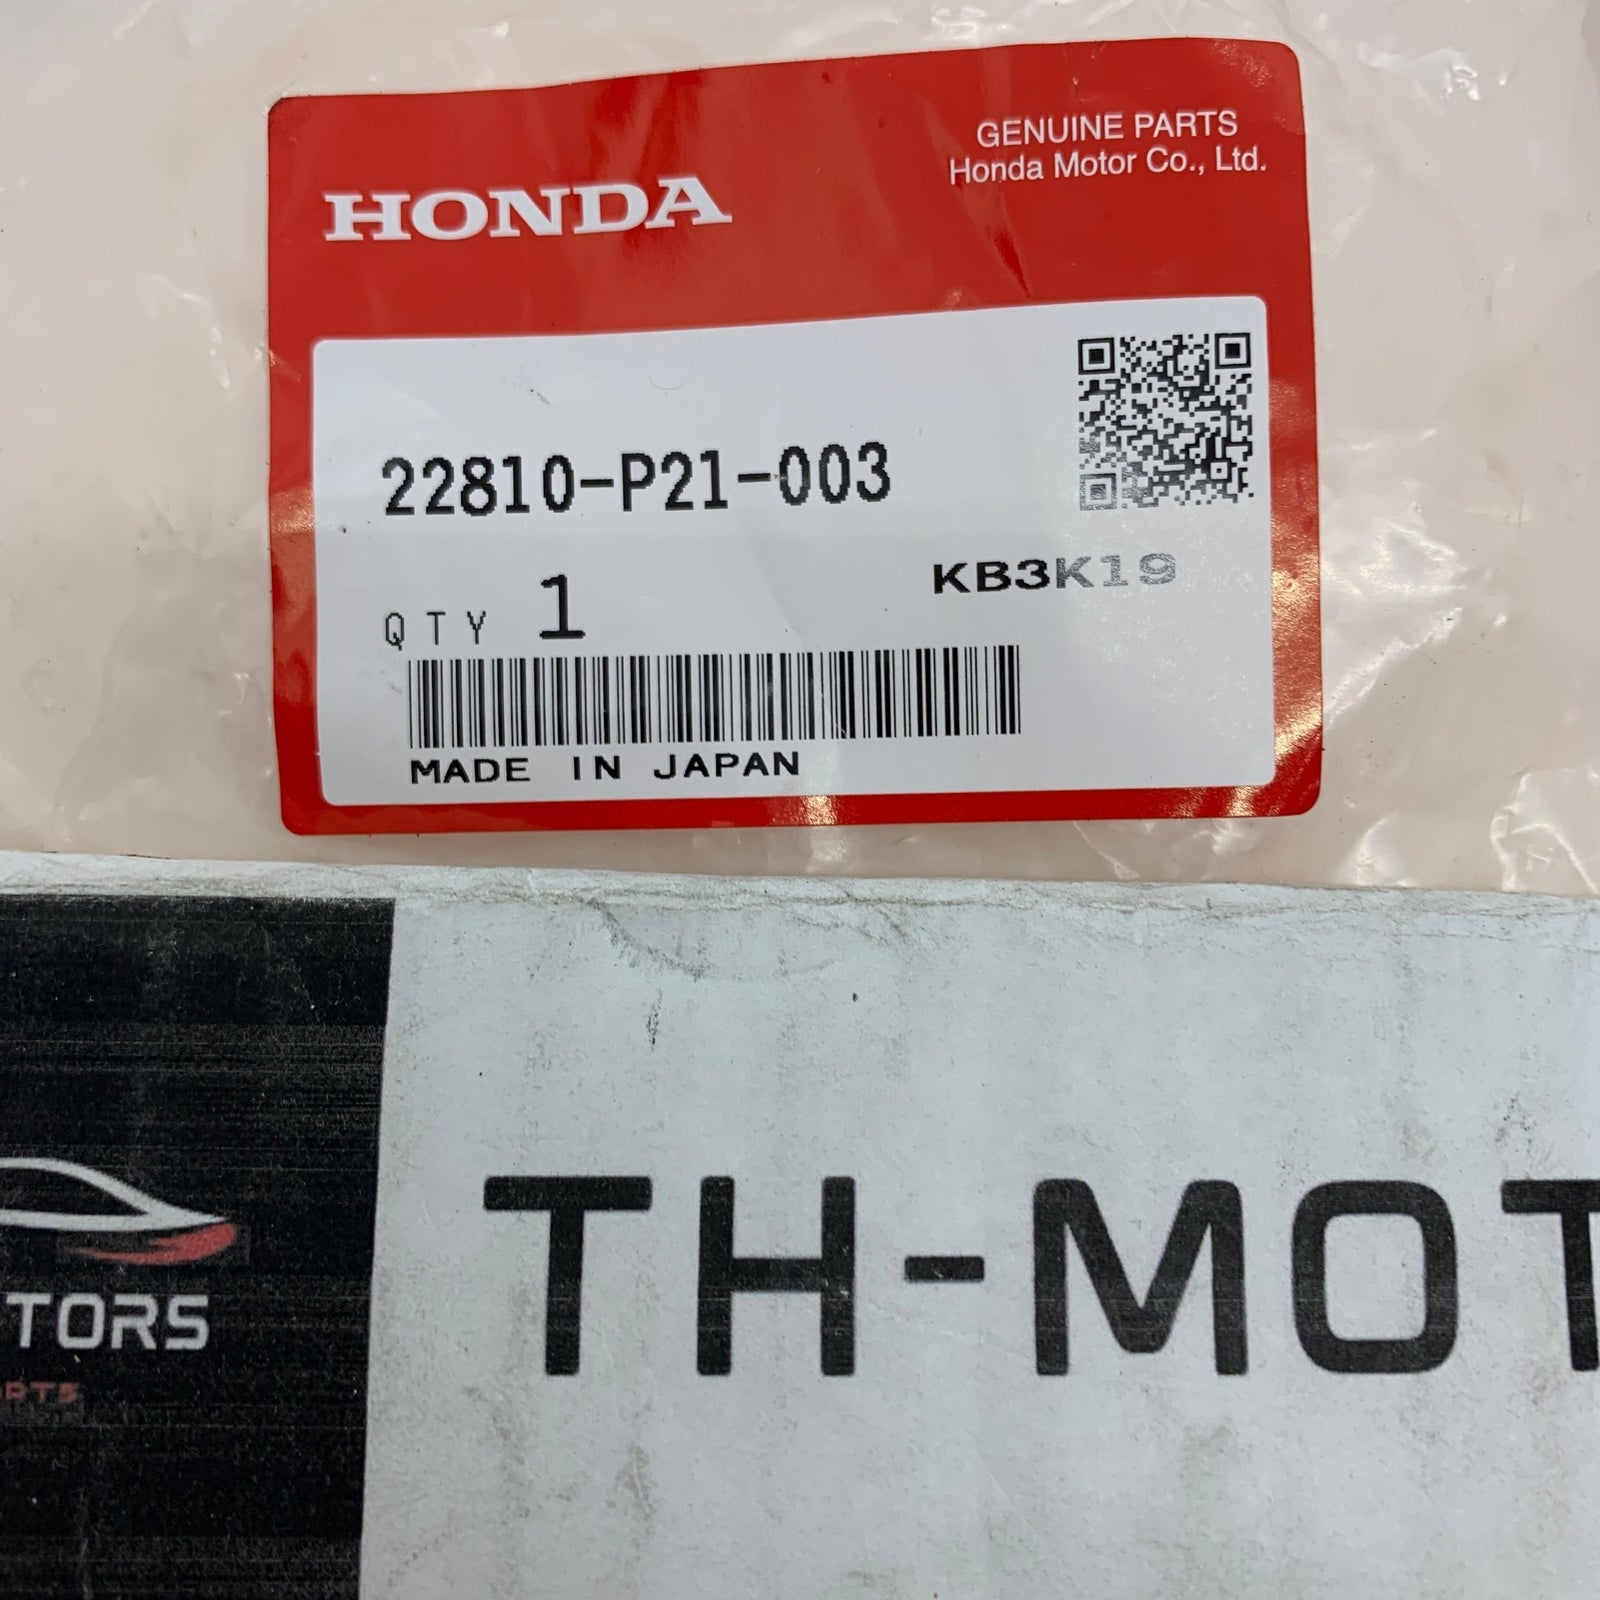 GENUINE PARTS
Honda Motor Co., Ltd.
HONDA
22810-P21-003
KB3K19
QTY 1
MADE IN JAPAN
TH-MOT
TORS